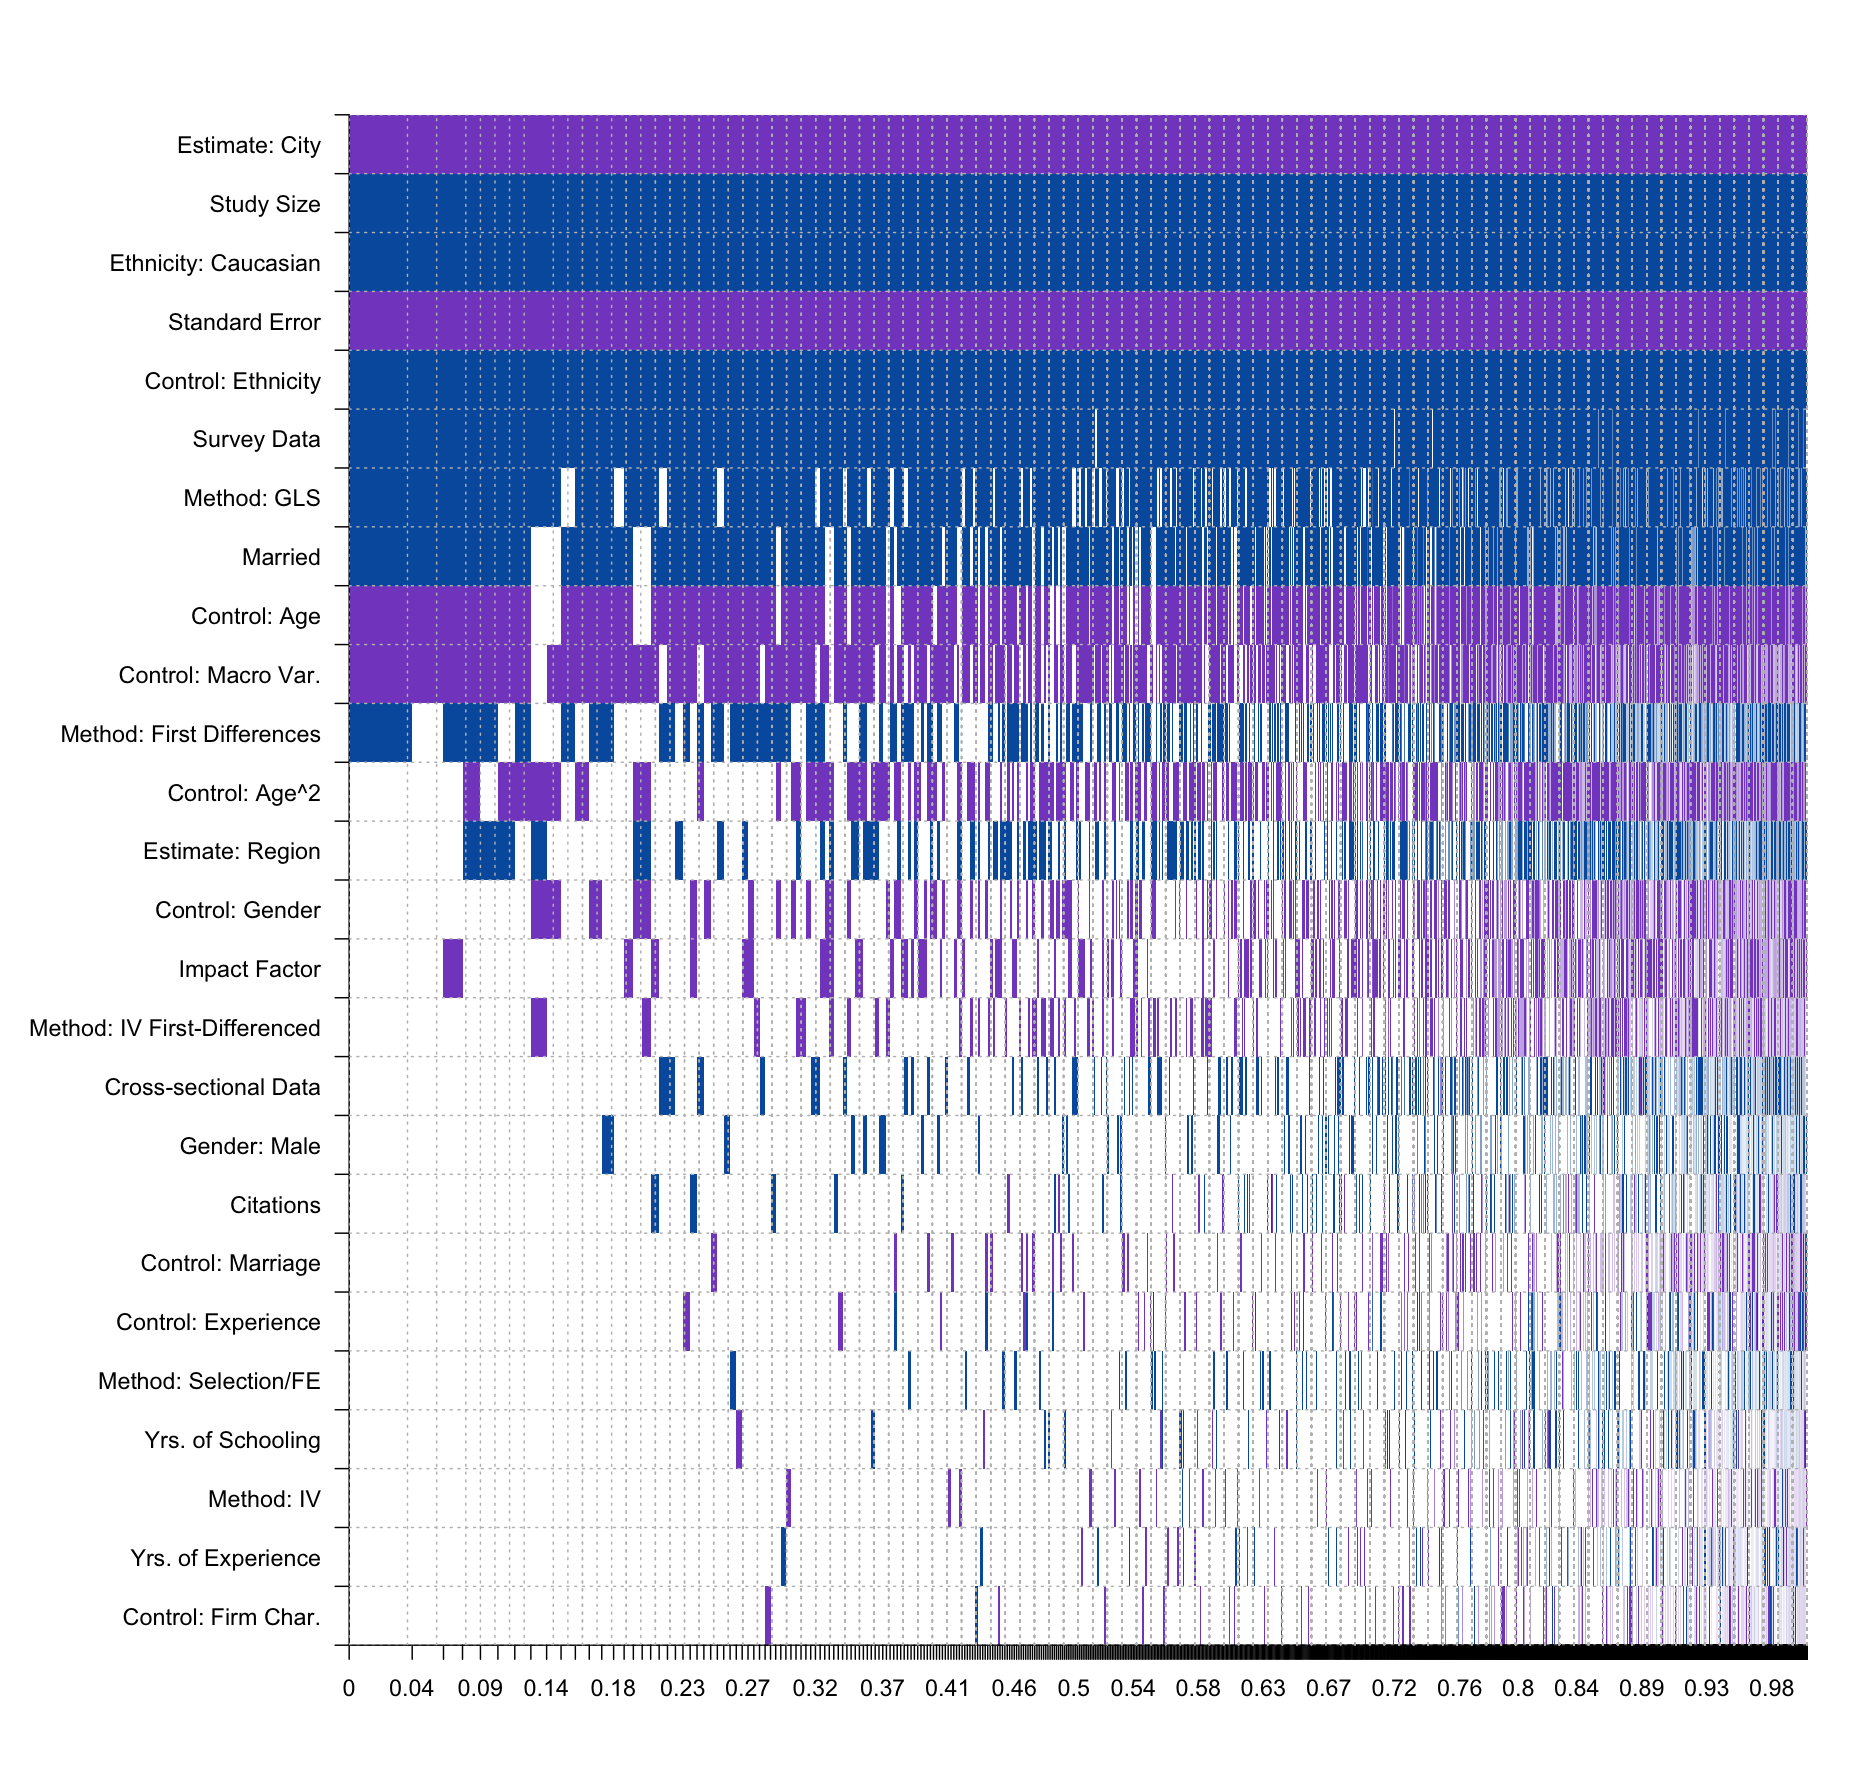 Estimate: City
Study Size
Ethnicity: Caucasian
Standard Error
Control: Ethnicity
Survey Data
Method: GLS
Married
Control: Age
Control: Macro Var.
Method: First Differences
Control: Age^2
Estimate: Region
Control: Gender
Impact Factor
Method: IV First-Differenced
Cross-sectional Data
Gender: Male
Citations
Control: Marriage
Control: Experience
Method: Selection/FE
Yrs. of Schooling
Method: IV
Yrs. of Experience
Control: Firm Char.
0 0.04 0.09 0.14 0.18 0.23 0.27 0.32 0.37 0.41 0.46 0.5 0.54 0.58 0.63 0.67 0.72 0.76 0.8 0.84 0.89 0.93 0.98